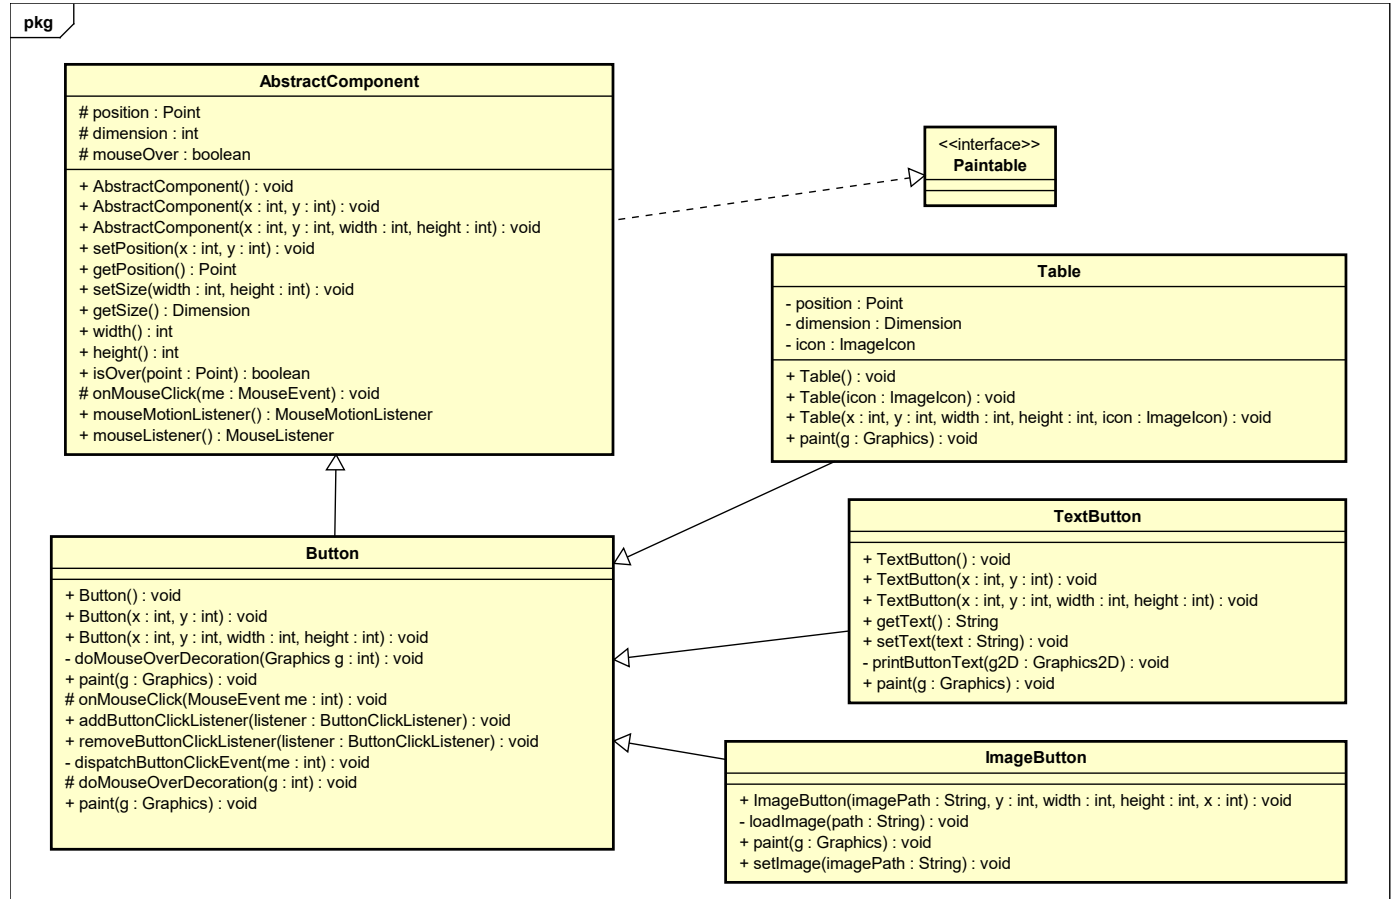 pkg
AbstractComponent
# position : Point
# dimension : int
# mouseOver : boolean
+ AbstractComponent() : void
+ AbstractComponent(x : int, y : int) : void
+ AbstractComponent(x : int, y : int, width : int, height : int) : void
+ setPosition(x : int, y : int) : void
+ getPosition() : Point
+ setSize(width : int, height : int) : void
+ getSize() : Dimension
+ width() : int
+ height() : int
+ isOver(point : Point) : boolean
# onMouseClick(me : MouseEvent) : void
+ mouseMotionListener() : MouseMotionListener
+ mouseListener() : MouseListener
<<interface>>
Paintable
Table
- position : Point
- dimension : Dimension
- icon : ImageIcon
+ Table() : void
+ Table(icon : ImageIcon) : void
+ Table(x : int, y : int, width : int, height : int, icon : ImageIcon) : void
+ paint(g : Graphics) : void
Button
+ Button() : void
+ Button(x : int, y : int) : void
+ Button(x : int, y : int, width : int, height : int) : void
- doMouseOverDecoration(Graphics g : int) : void
+ paint(g : Graphics) : void
# onMouseClick(MouseEvent me : int) : void
+ addButtonClickListener(listener : ButtonClickListener) : void
+ removeButtonClickListener(listener : ButtonClickListener) : void
- dispatchButtonClickEvent(me : int) : void
# doMouseOverDecoration(g : int) : void
+ paint(g : Graphics) : void
TextButton
+ TextButton() : void
+ TextButton(x : int, y : int) : void
+ TextButton(x : int, y : int, width : int, height : int) : void
+ getText() : String
+ setText(text : String) : void
- printButtonText(g2D : Graphics2D) : void
+ paint(g : Graphics) : void
ImageButton
+ ImageButton(imagePath : String, y : int, width : int, height : int, x : int) : void
- loadImage(path : String) : void
+ paint(g : Graphics) : void
+ setImage(imagePath : String) : void